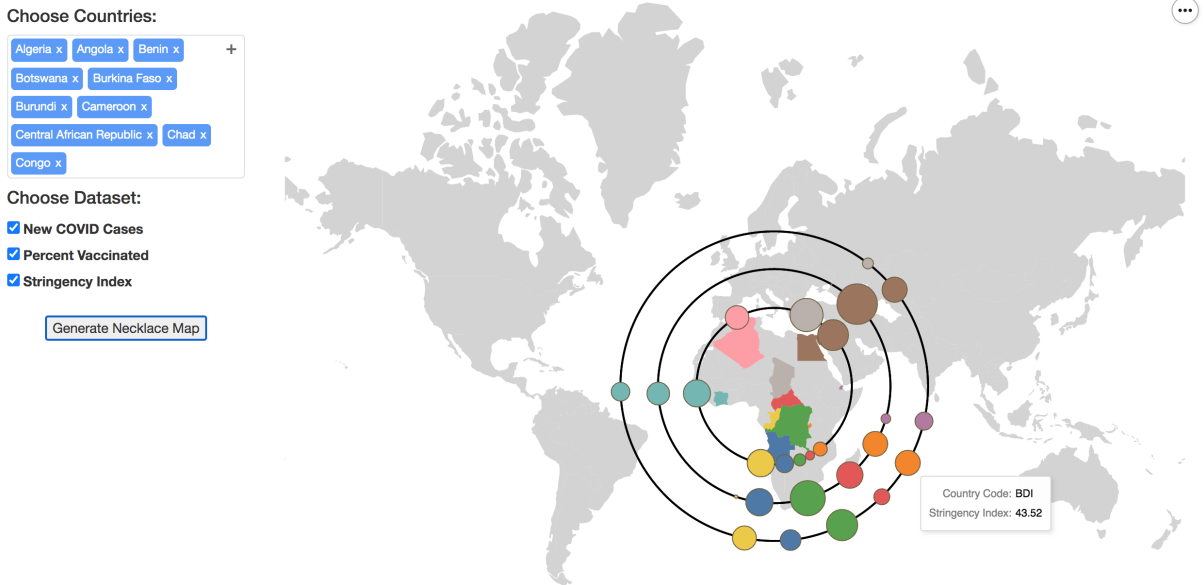 Choose Countries:
Algeria x Angola x Benin x +
Botswana x Burkina Faso x
Burundi x Cameroon x
Central African Republic x Chad x
Congo x
Choose Dataset:
New COVID Cases
Percent Vaccinated
Stringency Index
Generate Necklace Map
Country Code: BDI
Stringency Index: 43.52